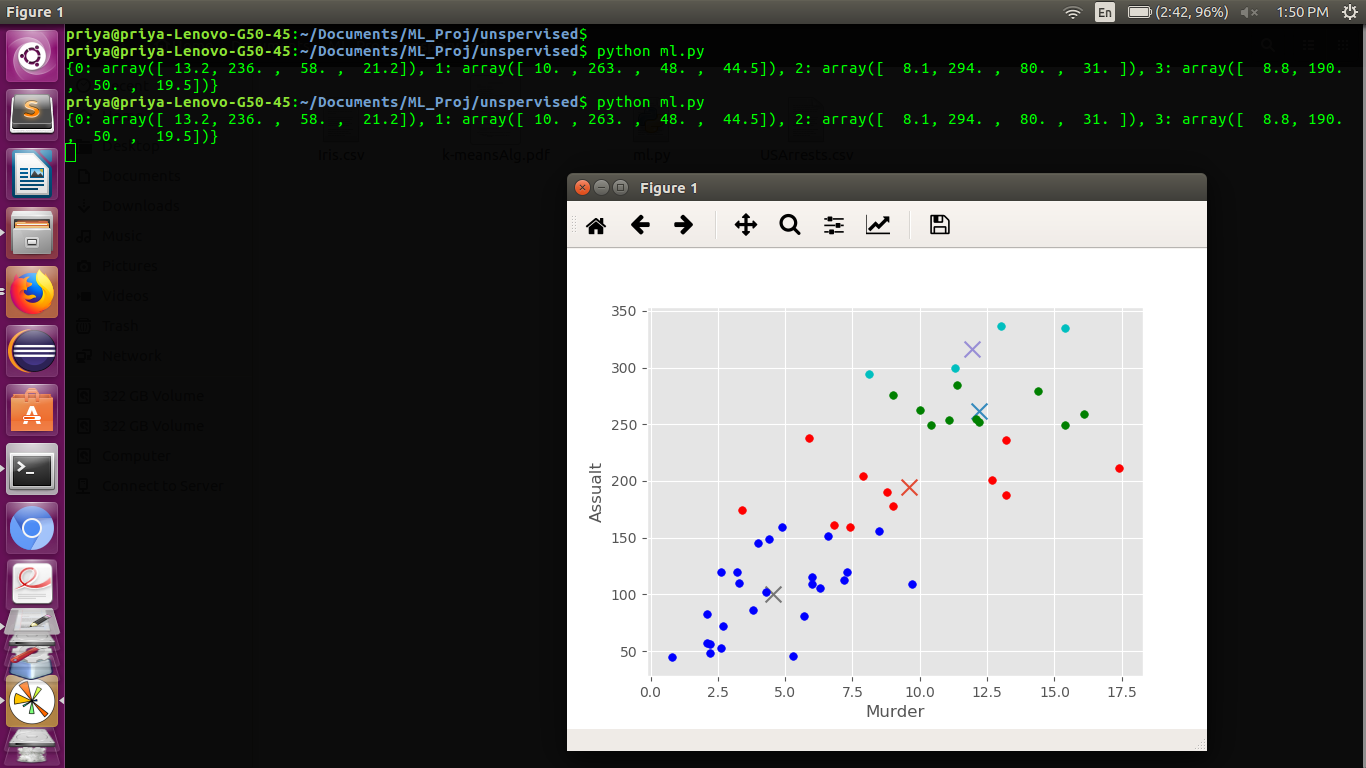 Figure 1
En
(2:42, 96%)
1:50 PM
priya@priya-Lenovo-G50-45:~/Documents/ML_Proj/unspervised$
priya@priya-Lenovo-G50-45:~/Documents/ML_Proj/unspervised$ python ml.py
{0: array([ 13.2, 236. ,  58. ,  21.2]), 1: array([ 10. , 263. ,  48. ,  44.5]), 2: array([  8.1, 294. ,  80. ,  31. ]), 3: array([  8.8, 190.
,  50. ,  19.5])}
priya@priya-Lenovo-G50-45:~/Documents/ML_Proj/unspervised$ python ml.py
{0: array([ 13.2, 236. ,  58. ,  21.2]), 1: array([ 10. , 263. ,  48. ,  44.5]), 2: array([  8.1, 294. ,  80. ,  31. ]), 3: array([  8.8, 190.
,  50. ,  19.5])}
iris.csv
k-meansAlg.pdf
ml.py
USArrests.csv
Desktop
Documents
Downloads
Music
Pictures
Videos
Trash
Network
322 GB Volume
322 GB Volume
Computer
Connect to Server
Figure 1
350
300
250
200
150
100
50
Assualt
0.0
2.5
5.0
7.5
10.0
12.5
15.0
17.5
Murder